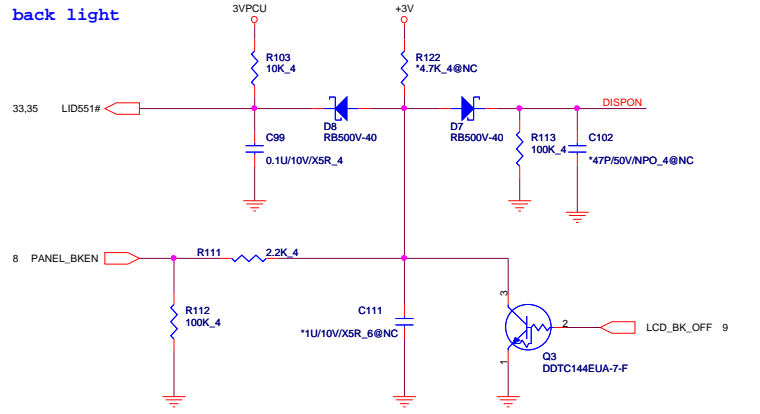 back light
3VPCU
+3V
R103
10K_4
R122
*4.7K_4@NC
33,35 LID551#
DISPON
D8
RB500V-40
D7
RB500V-40
C99
0.1U/10V/X5R_4
R113
100K_4
C102
*47P/50V/NPO_4@NC
8 PANEL_BKEN
R111 2.2K_4
R112
100K_4
C111
*1U/10V/X5R_6@NC
3
2
1
LCD_BK_OFF 9
Q3
DDTC144EUA-7-F